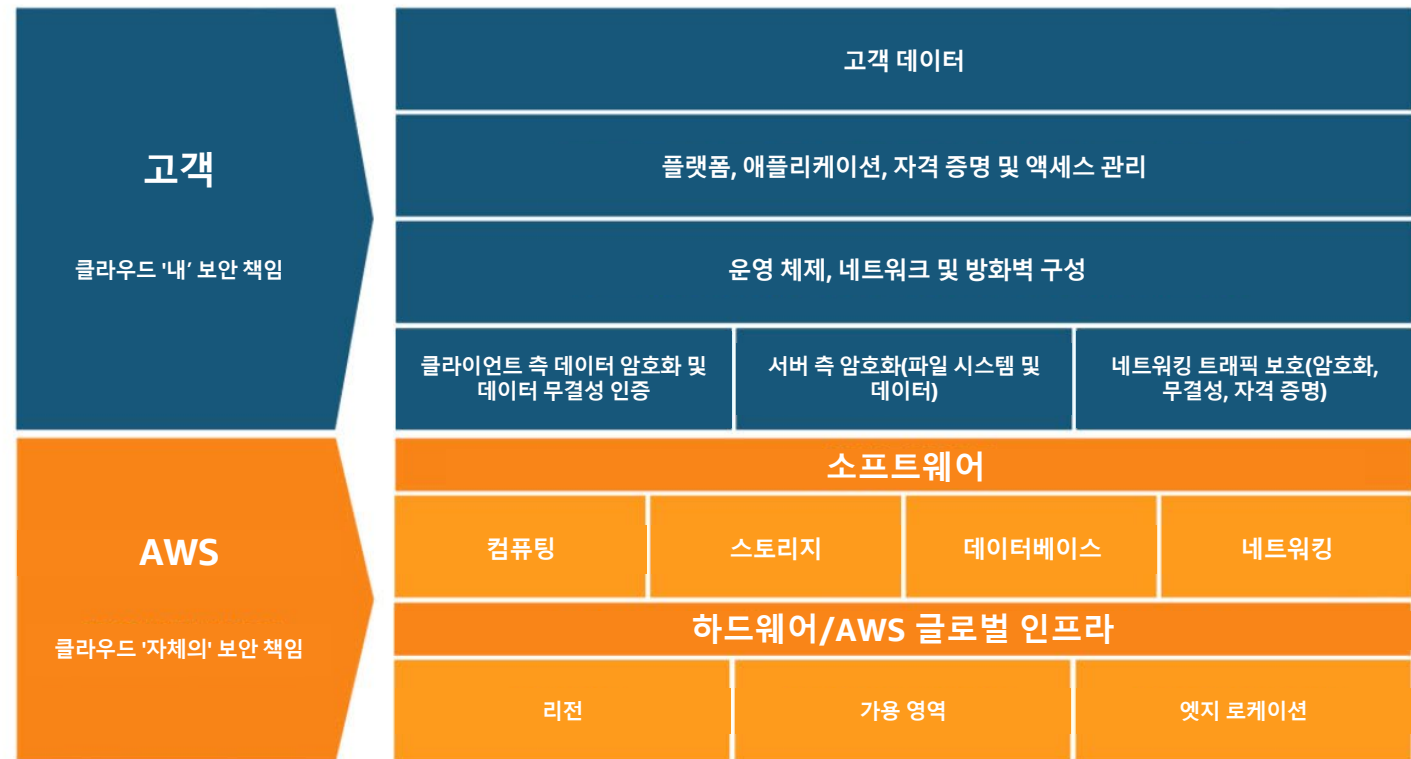 고객
클라우드 '내’ 보안 책임
고객 데이터
플랫폼, 애플리케이션, 자격 증명 및 액세스 관리
운영 체제, 네트워크 및 방화벽 구성
클라이언트 측 데이터 암호화 및
데이터 무결성 인증
서버 측 암호화(파일 시스템 및
데이터)
네트워킹 트래픽 보호(암호화,
무결성, 자격 증명)
AWS
클라우드 '자체의' 보안 책임
소프트웨어
컴퓨팅
스토리지
데이터베이스
네트워킹
하드웨어/AWS 글로벌 인프라
리전
가용 영역
엣지 로케이션